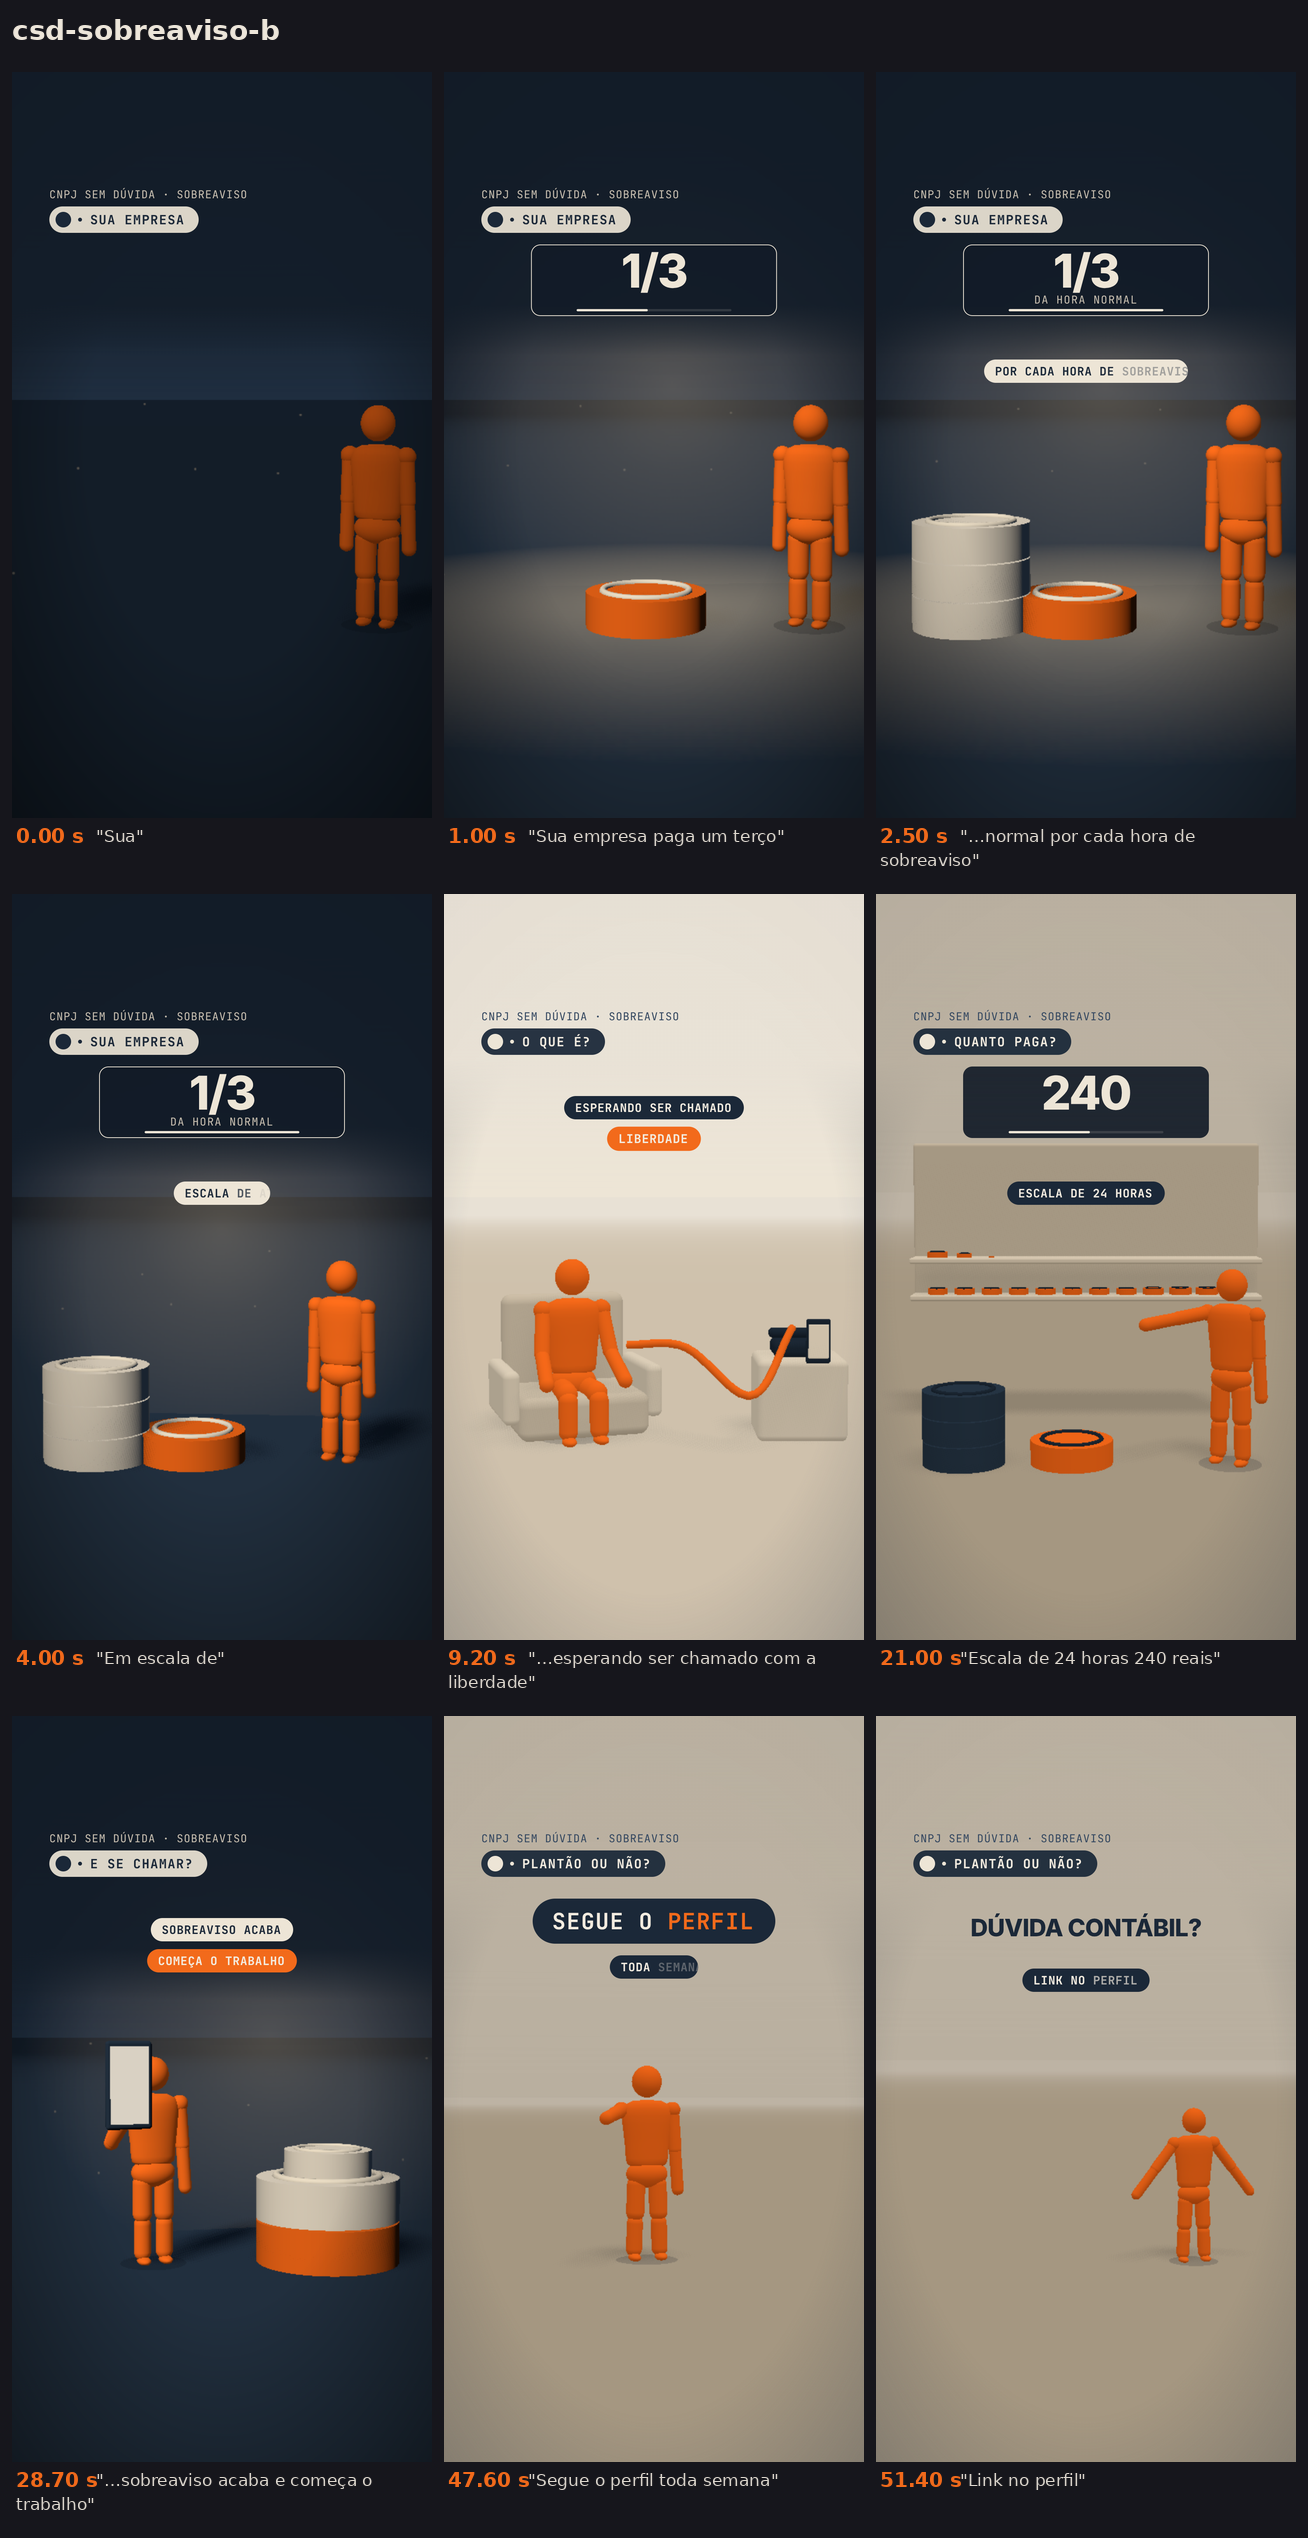 csd-sobreaviso-b
CNPJ SEM DÚVIDA · SOBREAVISO
• SUA EMPRESA
0.00 s "Sua"
CNPJ SEM DÚVIDA · SOBREAVISO
• SUA EMPRESA
1/3
1.00 s "Sua empresa paga um terço"
CNPJ SEM DÚVIDA · SOBREAVISO
• SUA EMPRESA
1/3
DA HORA NORMAL
POR CADA HORA DE SOBREAVIS
2.50 s "...normal por cada hora de
sobreaviso"
CNPJ SEM DÚVIDA · SOBREAVISO
• SUA EMPRESA
1/3
DA HORA NORMAL
ESCALA DE
4.00 s "Em escala de"
CNPJ SEM DÚVIDA · SOBREAVISO
• O QUE É?
ESPERANDO SER CHAMADO
LIBERDADE
9.20 s "...esperando ser chamado com a
liberdade"
CNPJ SEM DÚVIDA · SOBREAVISO
• QUANTO PAGA?
240
ESCALA DE 24 HORAS
21.00 s "Escala de 24 horas 240 reais"
CNPJ SEM DÚVIDA · SOBREAVISO
• E SE CHAMAR?
SOBREAVISO ACABA
COMEÇA O TRABALHO
28.70 s "...sobreaviso acaba e começa o
trabalho"
CNPJ SEM DÚVIDA · SOBREAVISO
• PLANTÃO OU NÃO?
SEGUE O PERFIL
TODA SEMAN
47.60 s "Segue o perfil toda semana"
CNPJ SEM DÚVIDA · SOBREAVISO
• PLANTÃO OU NÃO?
DÚVIDA CONTÁBIL?
LINK NO PERFIL
51.40 s "Link no perfil"